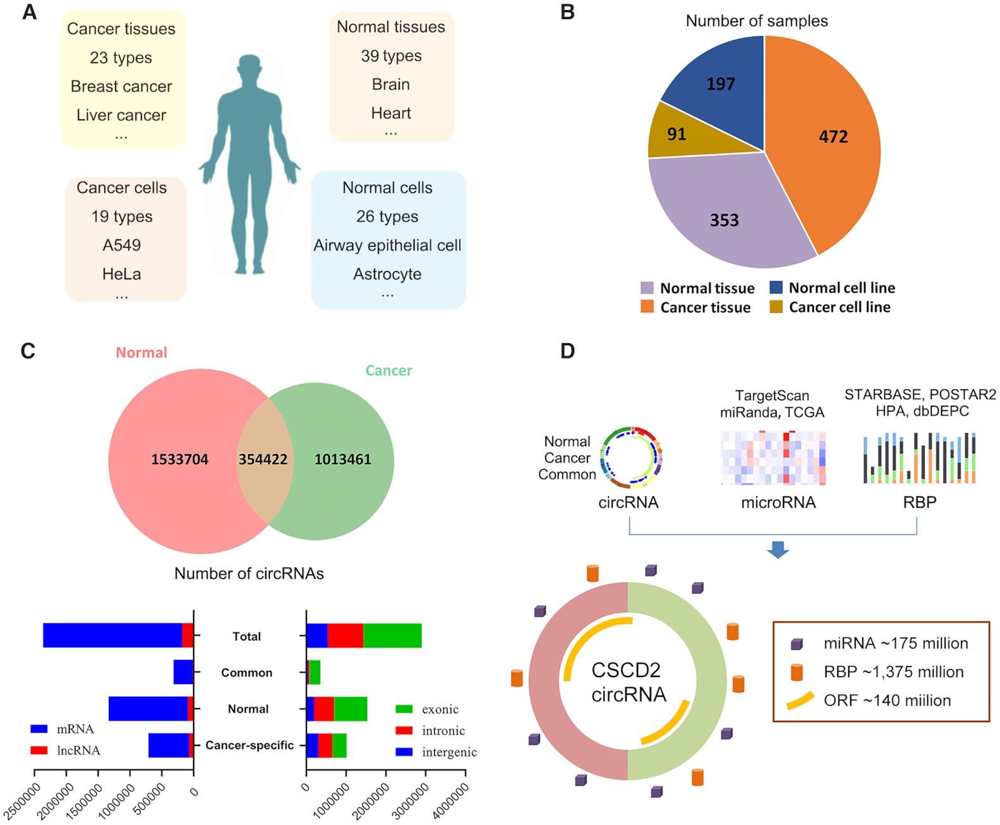 A
Cancer tissues
23 types
Breast cancer
Liver cancer
...
Normal tissues
39 types
Brain
Heart
...
Cancer cells
19 types
A549
HeLa
...
Normal cells
26 types
Airway epithelial cell
Astrocyte
...
B
Number of samples
197
472
91
353
Normal tissue
Normal cell line
Cancer tissue
Cancer cell line
C
Normal
Cancer
1533704
354422
1013461
Number of circRNAs
Total
Common
Normal
Cancer-specific
mRNA
lncRNA
exonic
intronic
intergenic
2500000
2000000
1500000
1000000
500000
0
0
1000000
2000000
3000000
4000000
D
Normal
Cancer
Common
circRNA
TargetScan
miRanda, TCGA
microRNA
STARBASE, POSTAR2
HPA, dbDEPC
RBP
CSCD2
circRNA
miRNA ~175 million
RBP ~1,375 million
ORF ~140 miilion